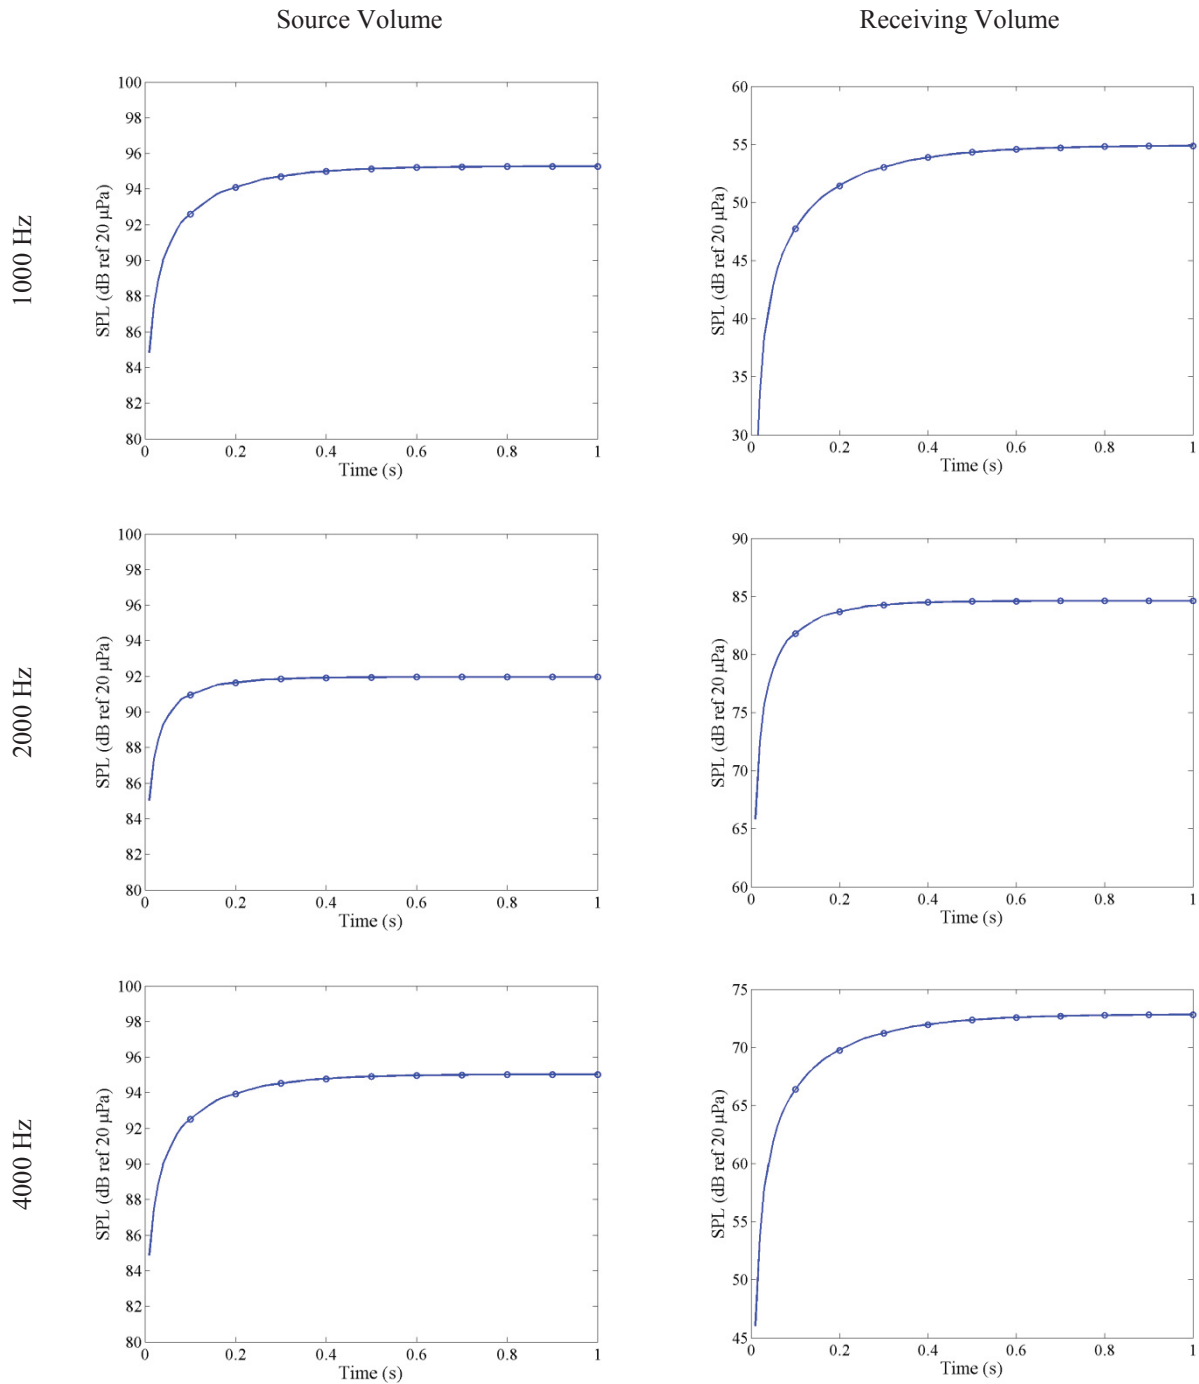 Source Volume
Receiving Volume
1000 Hz
100
98
96
94
92
90
88
86
84
82
80
SPL (dB ref 20 μPa)
0 0.2 0.4 0.6 0.8 1
Time (s)
60
55
50
45
40
35
30
SPL (dB ref 20 μPa)
0 0.2 0.4 0.6 0.8 1
Time (s)
2000 Hz
100
98
96
94
92
90
88
86
84
82
80
SPL (dB ref 20 μPa)
0 0.2 0.4 0.6 0.8 1
Time (s)
90
85
80
75
70
65
60
SPL (dB ref 20 μPa)
0 0.2 0.4 0.6 0.8 1
Time (s)
4000 Hz
100
98
96
94
92
90
88
86
84
82
80
SPL (dB ref 20 μPa)
0 0.2 0.4 0.6 0.8 1
Time (s)
75
70
65
60
55
50
45
SPL (dB ref 20 μPa)
0 0.2 0.4 0.6 0.8 1
Time (s)